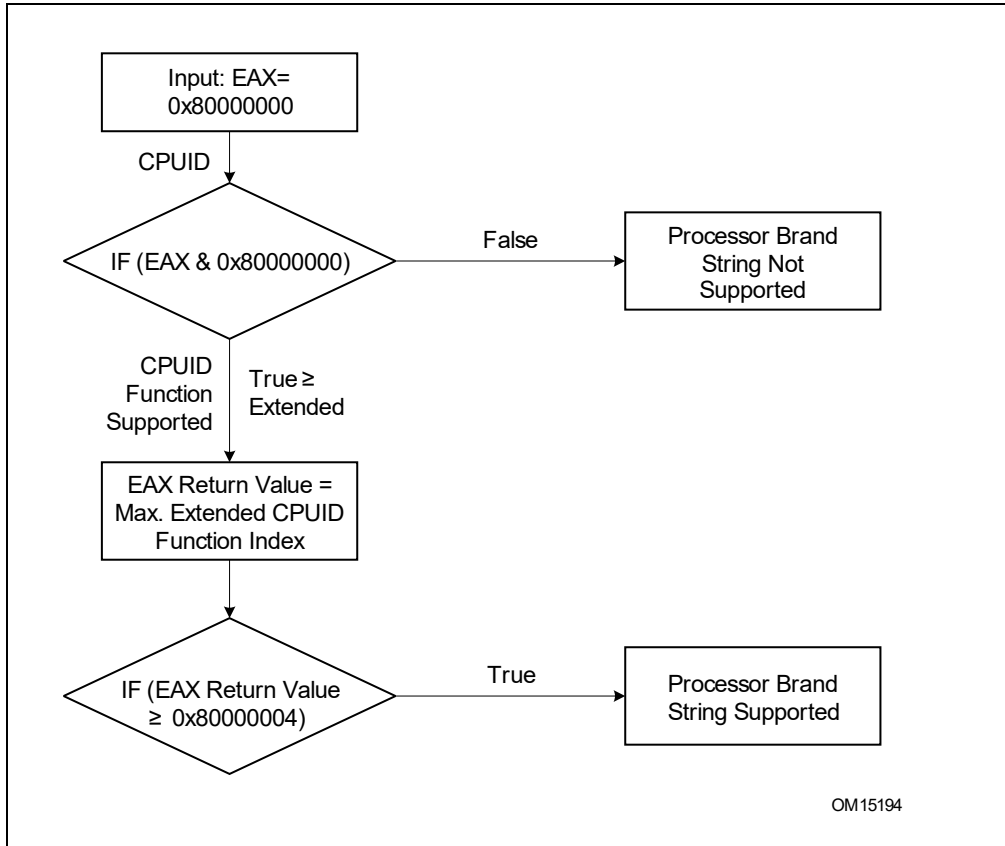 Input: EAX=
0x80000000
CPUID
IF (EAX & 0x80000000)
False
Processor Brand
String Not
Supported
CPUID
Function
Supported
True ≥
Extended
EAX Return Value =
Max. Extended CPUID
Function Index
IF (EAX Return Value
≥ 0x80000004)
True
Processor Brand
String Supported
OM15194